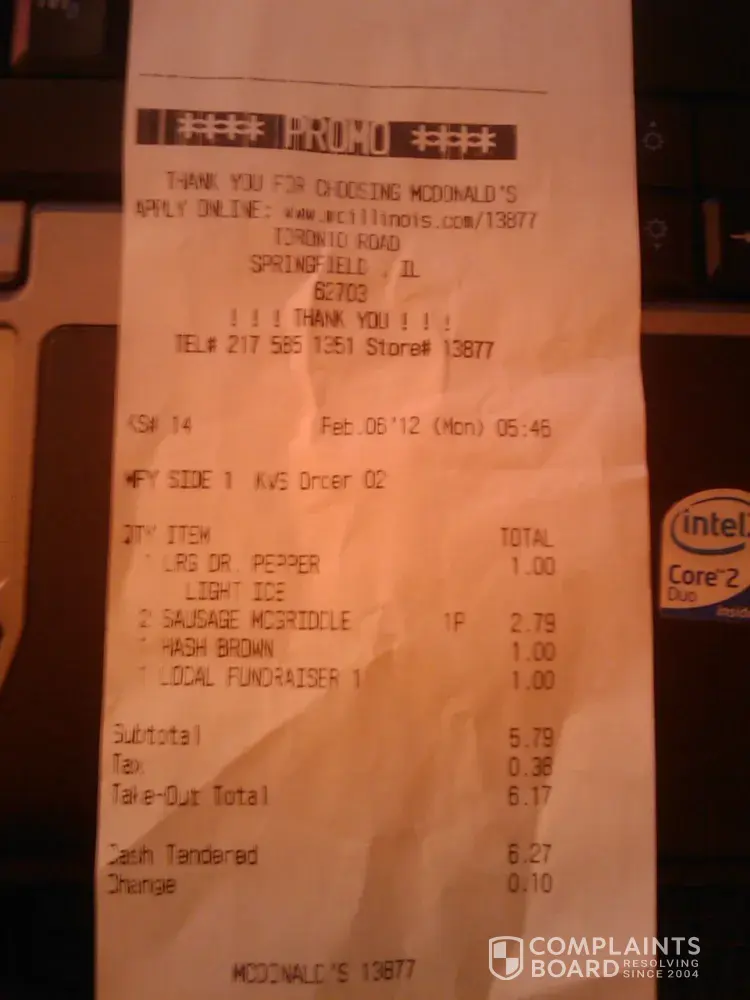 **** PROMO ****
THANK YOU FOR CHOOSING MCDONALD'S
APPLY ONLINE: www.mcillinois.com/13877
TORONTO ROAD
SPRINGFIELD , IL
62703
! ! ! THANK YOU ! ! !
TEL# 217 585 1351 Store# 13877
KS# 14 Feb.06'12 (Mon) 05:46
MFY SIDE 1 KVS Order 02
QTY ITEM TOTAL
1 LRG DR. PEPPER 1.00
LIGHT ICE
2 SAUSAGE MCGRIDDLE 1P 2.79
1 HASH BROWN 1.00
1 LOCAL FUNDRAISER 1 1.00
Subtotal 5.79
Tax 0.38
Take-Out Total 6.17
Cash Tendered 6.27
Change 0.10
MCDONALD'S 13877
intel
Core™2
Duo
inside
COMPLAINTS
BOARD RESOLVING
SINCE 2004